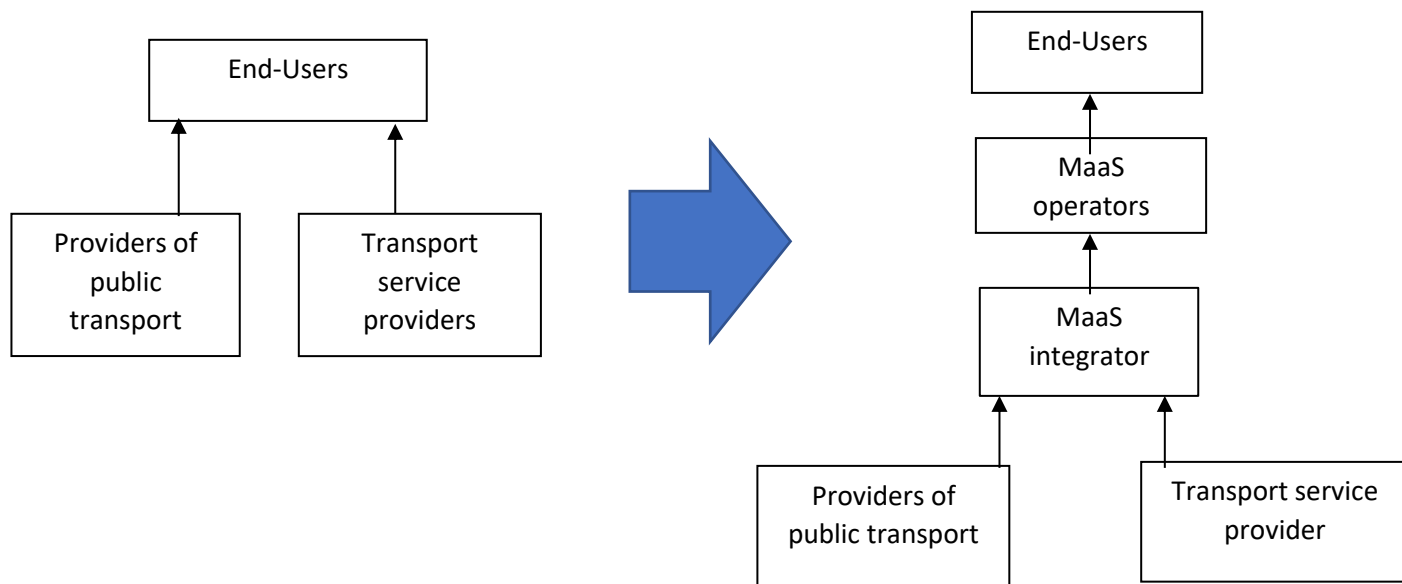 End-Users
Providers of
public
transport
Transport
service
providers
End-Users
MaaS
operators
MaaS
integrator
Providers of
public transport
Transport service
provider